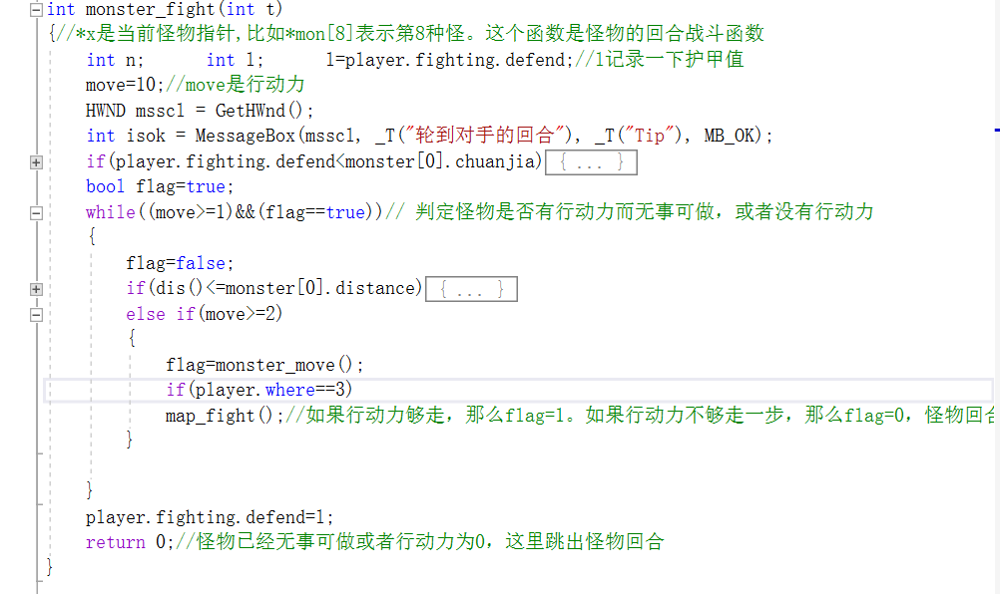 int monster_fight(int t)
{//*x是当前怪物指针,比如*mon[8]表示第8种怪。这个函数是怪物的回合战斗函数
int n; int l; l=player.fighting.defend;//l记录一下护甲值
move=10;//move是行动力
HWND msscl = GetHWnd();
int isok = MessageBox(msscl, _T("轮到对手的回合"), _T("Tip"), MB_OK);
if(player.fighting.defend<monster[0].chuanjia){ ... }
bool flag=true;
while((move>=1)&&(flag==true))// 判定怪物是否有行动力而无事可做，或者没有行动力
{
flag=false;
if(dis()<=monster[0].distance){ ... }
else if(move>=2)
{
flag=monster_move();
if(player.where==3)
map_fight();//如果行动力够走，那么flag=1。如果行动力不够走一步，那么flag=0，怪物回合
}
}
player.fighting.defend=l;
return 0;//怪物已经无事可做或者行动力为0，这里跳出怪物回合
}